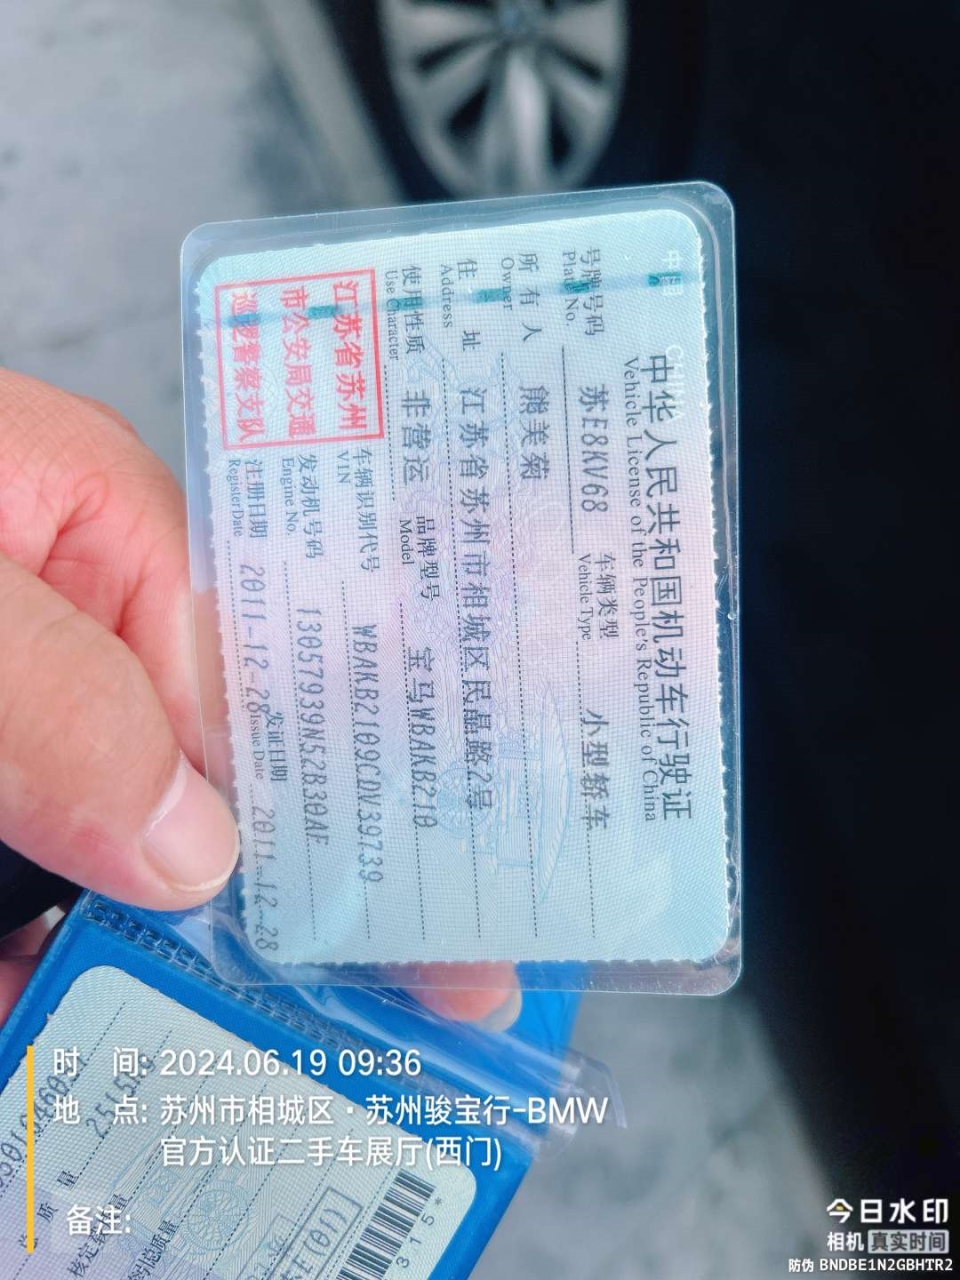 中国 CHINA
中华人民共和国机动车行驶证
Vehicle License of the People's Republic of China
号牌号码 苏E8KV68 车辆类型 小型轿车
Plate No. Vehicle Type
所有人 熊美菊
Owner
住 址 江苏省苏州市相城区民晶路2号
Address
使用性质 非营运 品牌型号 宝马WBAKB210
Use Character Model
江苏省苏州
市公安局交通
巡逻警察支队
车辆识别代号 WBAKB2109CDV39739
VIN
发动机号码 13057939N52B30AF
Engine No.
注册日期 2011-12-28 发证日期 2011-12-28
Register Date Issue Date
时 间: 2024.06.19 09:36
地 点: 苏州市相城区·苏州骏宝行-BMW
官方认证二手车展厅(西门)
备注:
3 1 5 *
今日水印
相机 真实时间
防伪 BNDBE1N2GBHTR2